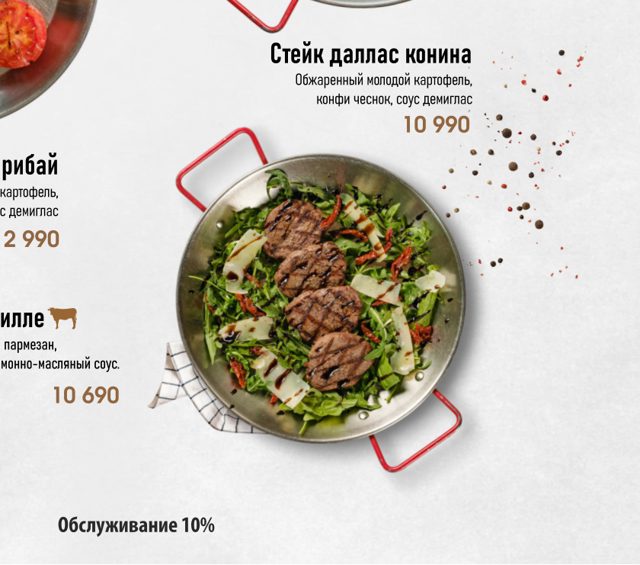 Стейк даллас конина
Обжаренный молодой картофель,
конфи чеснок, соус демиглас
10 990
рибай
картофель,
с демиглас
2 990
илле
пармезан,
монно-масляный соус.
10 690
Обслуживание 10%